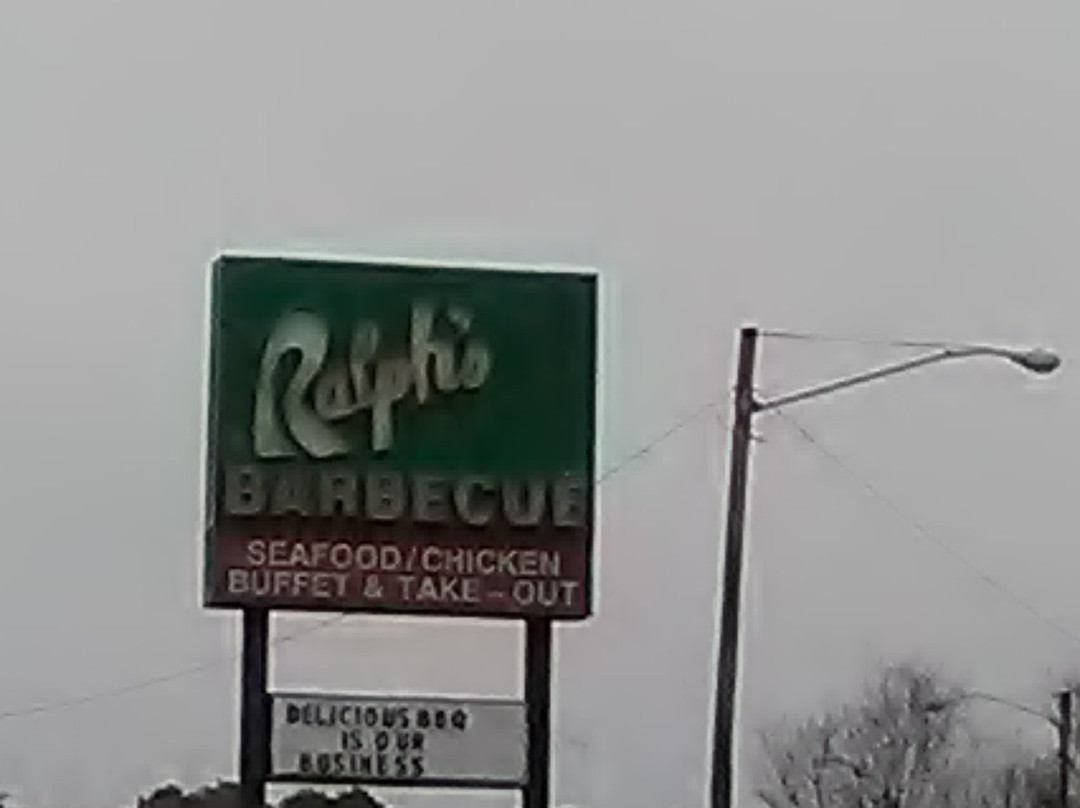 Ralph's
BARBECUE
SEAFOOD/CHICKEN
BUFFET & TAKE-OUT
DELICIOUS BBQ
IS OUR
BUSINESS